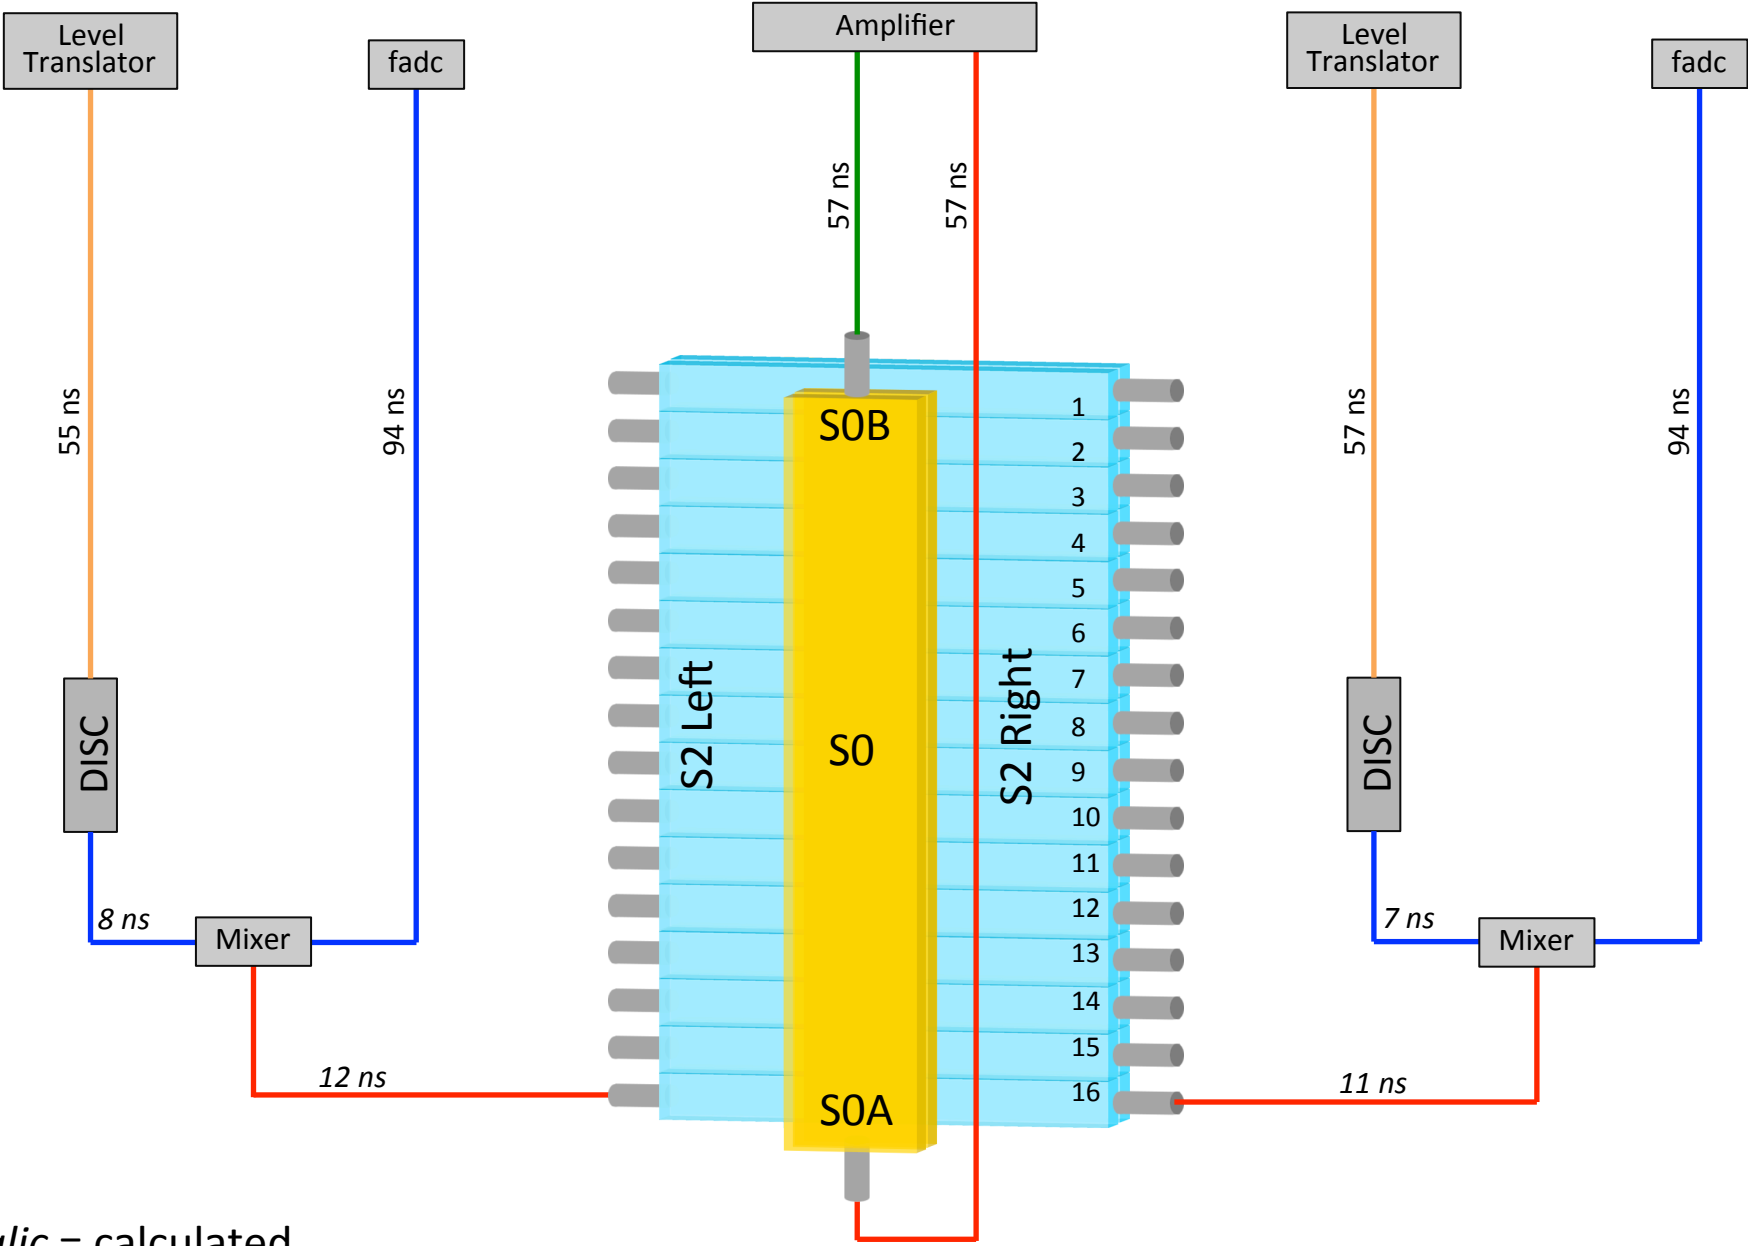 Level
Translator
fadc
Amplifier
Level
Translator
fadc
57 ns
57 ns
55 ns
94 ns
57 ns
94 ns
S0B
1
2
3
4
5
6
7
8
9
10
11
12
13
14
15
16
S2 Left
S0
S2 Right
DISC
DISC
8 ns
Mixer
7 ns
Mixer
12 ns
S0A
11 ns
= calculated